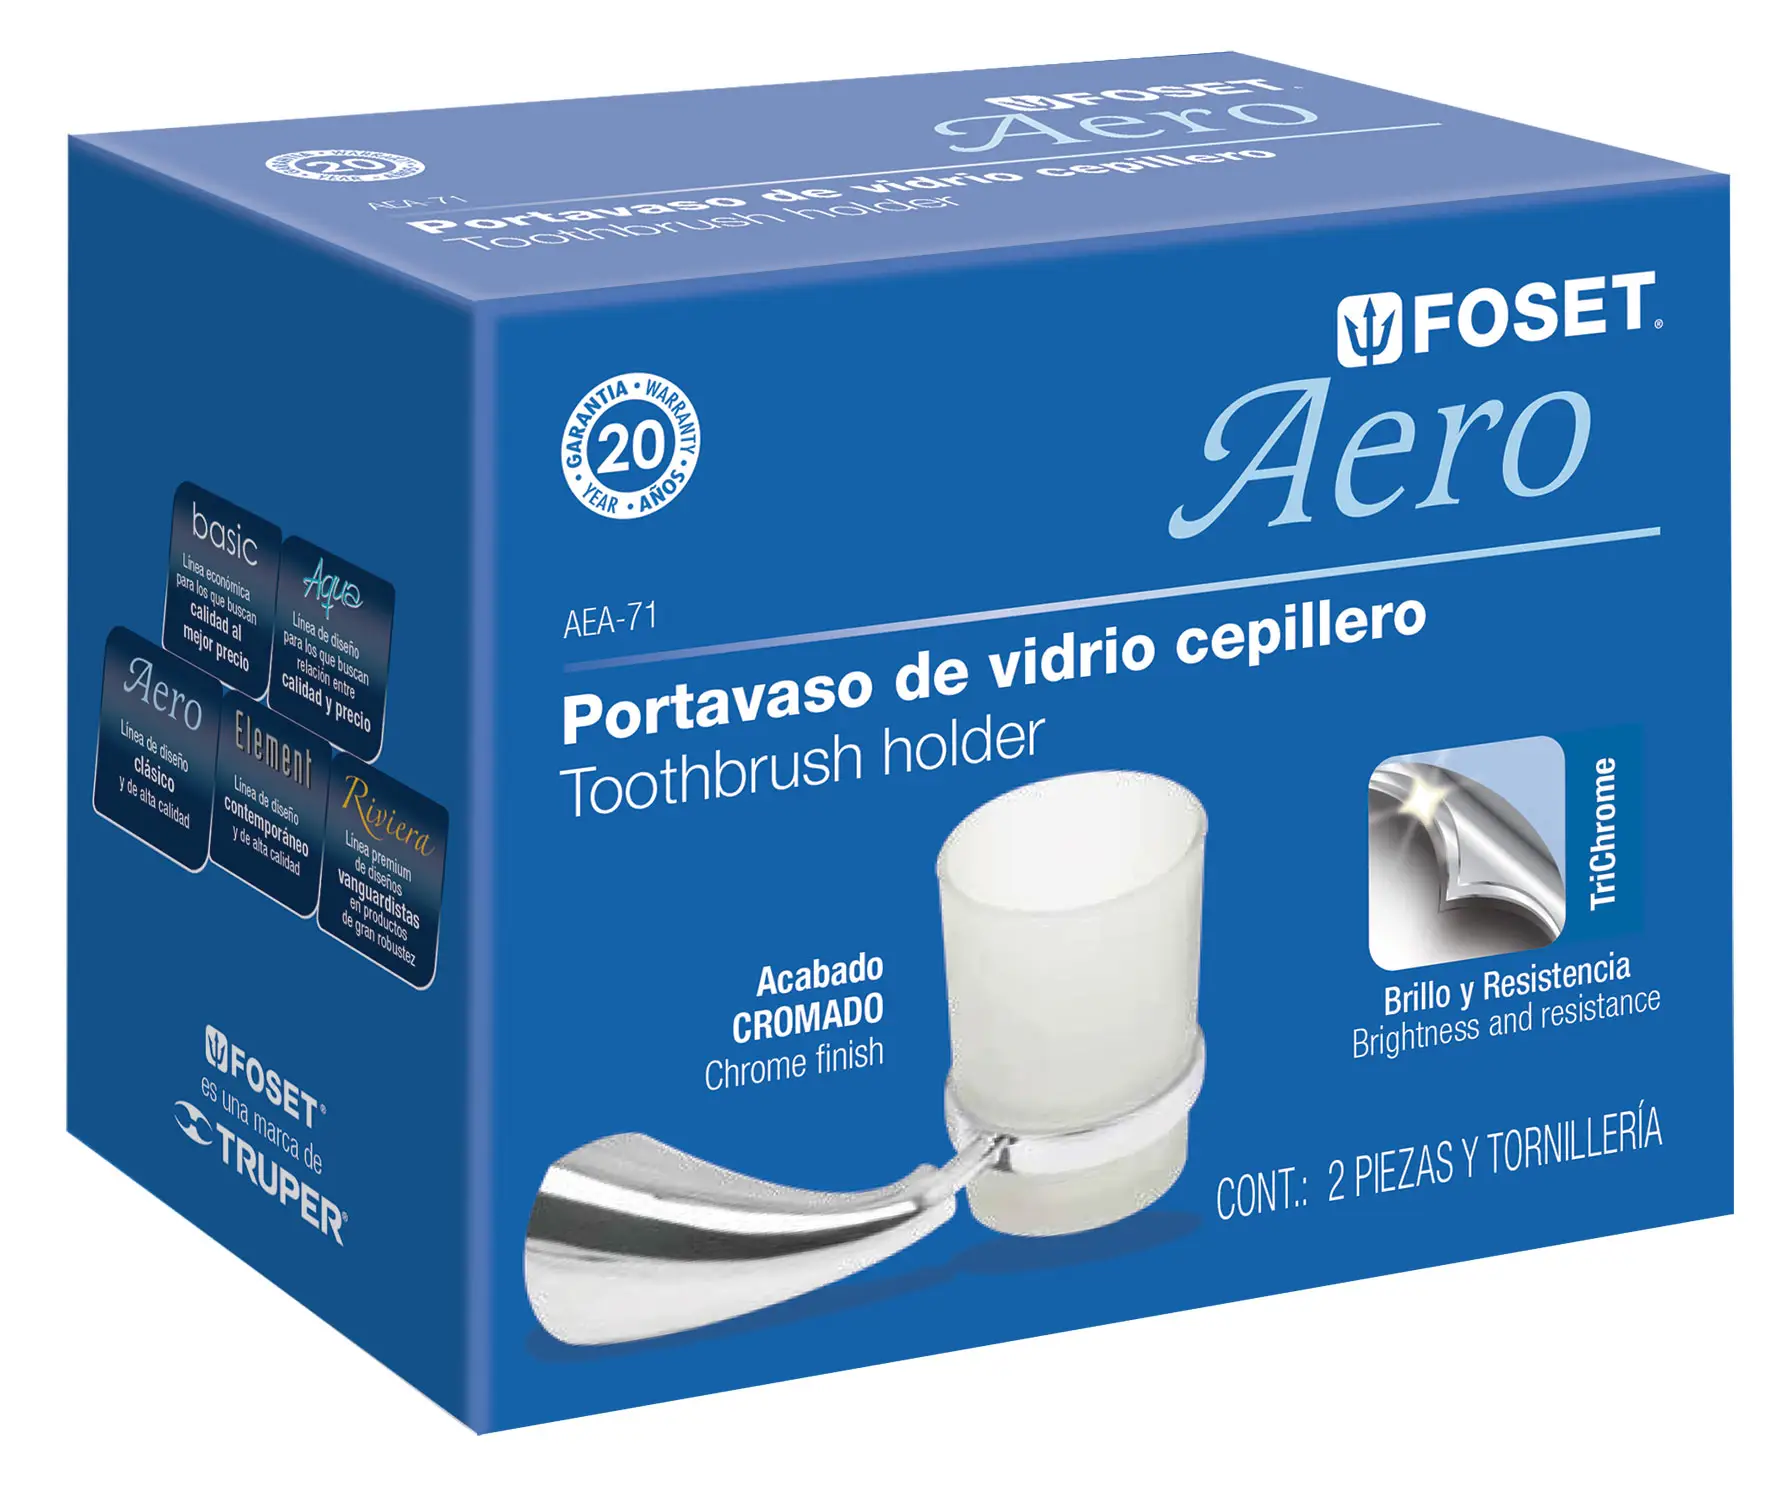 FOSET
Aero
GARANTIA • WARRANTY
20
YEAR • AÑOS
AEA-71
Portavaso de vidrio cepillero
Toothbrush holder
FOSET®
Aero
GARANTIA • WARRANTY
20
YEAR • AÑOS
AEA-71
Portavaso de vidrio cepillero
Toothbrush holder
TriChrome
Brillo y Resistencia
Brightness and resistance
Acabado
CROMADO
Chrome finish
CONT.: 2 PIEZAS Y TORNILLERÍA
basic
Línea económica
para los que buscan
calidad al
mejor precio
Aqua
Línea de diseño
para los que buscan
relación entre
calidad y precio
Aero
Línea de diseño
clásico
y de alta calidad
Element
Línea de diseño
contemporáneo
y de alta calidad
Riviera
Línea premium
de diseños
vanguardistas
en productos
de gran robustez
FOSET®
es una marca de
TRUPER®